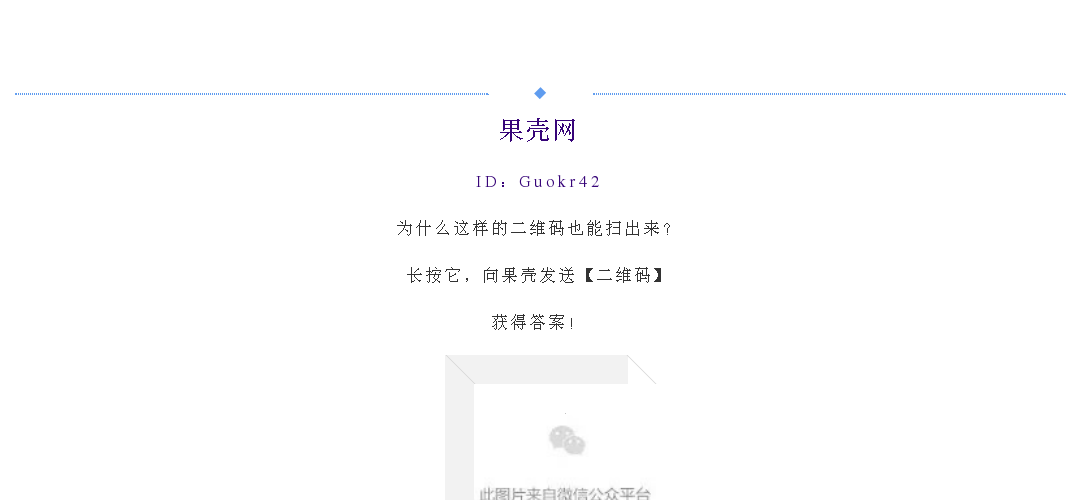 果壳网
ID：Guokr42
为什么这样的二维码也能扫出来？
长按它，向果壳发送【二维码】
获得答案！
此图片来自微信公众平台